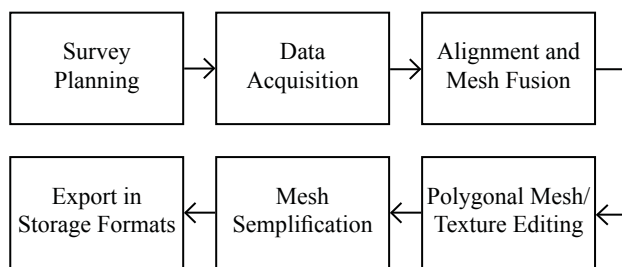 Survey
Planning
Data
Acquisition
Alignment and
Mesh Fusion
Export in
Storage Formats
Mesh
Semplification
Polygonal Mesh/
Texture Editing